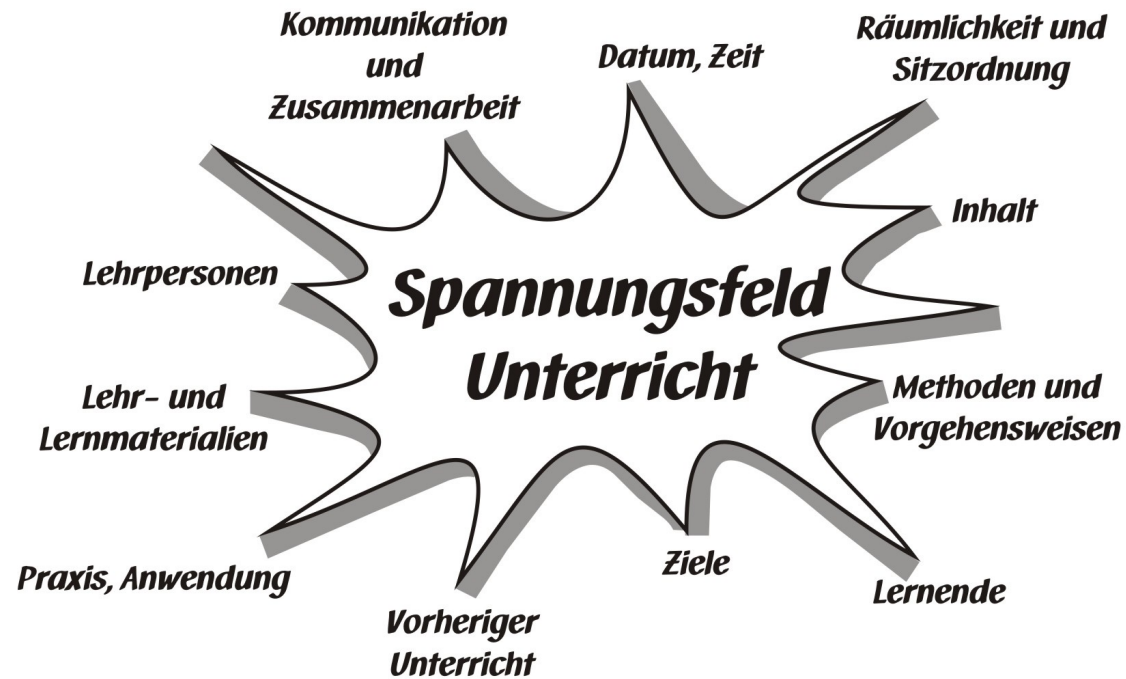 Kommunikation
und
Zusammenarbeit
Datum, Zeit
Räumlichkeit und
Sitzordnung
Inhalt
Lehrpersonen
Spannungsfeld
Unterricht
Lehr- und
Lernmaterialien
Methoden und
Vorgehensweisen
Praxis, Anwendung
Vorheriger
Unterricht
Ziele
Lernende